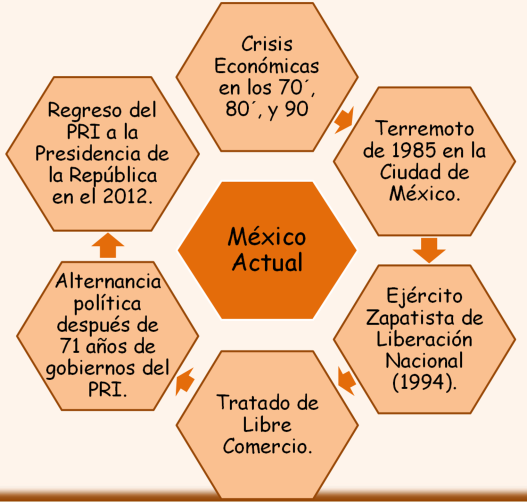 Crisis
Económicas
en los 70´,
80´, y 90
Terremoto
de 1985 en la
Ciudad de
México.
Ejército
Zapatista de
Liberación
Nacional
(1994).
Tratado de
Libre
Comercio.
Alternancia
política
después de
71 años de
gobiernos del
PRI.
Regreso del
PRI a la
Presidencia de
la República
en el 2012.
México
Actual